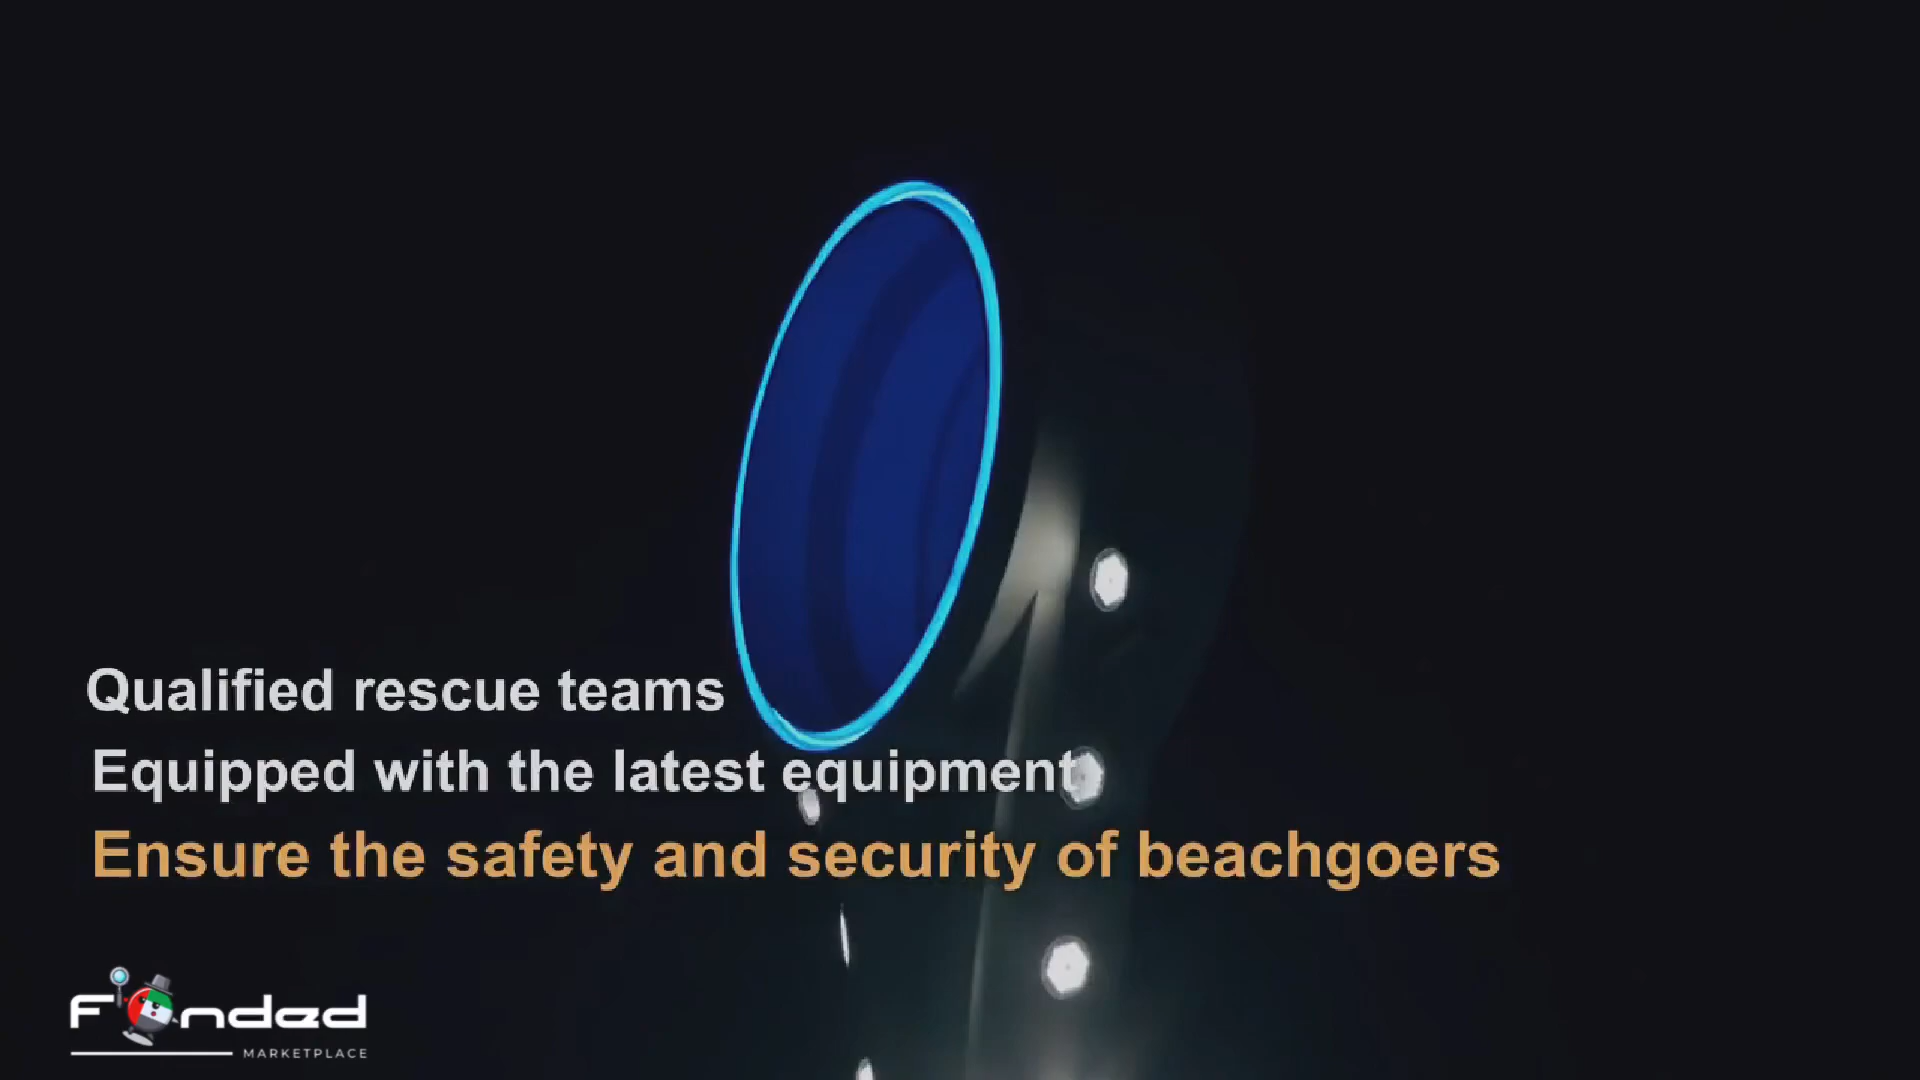 Qualified rescue teams
Equipped with the latest equipment
Ensure the safety and security of beachgoers
Fonded
MARKETPLACE